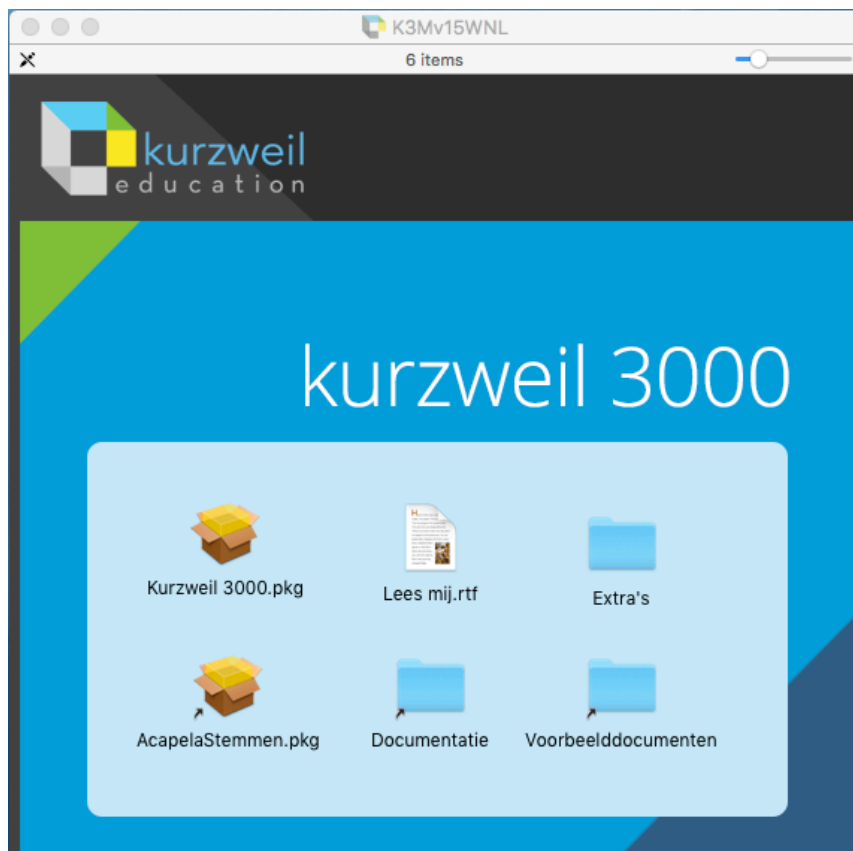 K3Mv15WNL
6 items
kurzweil
education
kurzweil 3000
Kurzweil 3000.pkg
Lees mij.rtf
Extra's
AcapelaStemmen.pkg
Documentatie
Voorbeelddocumenten